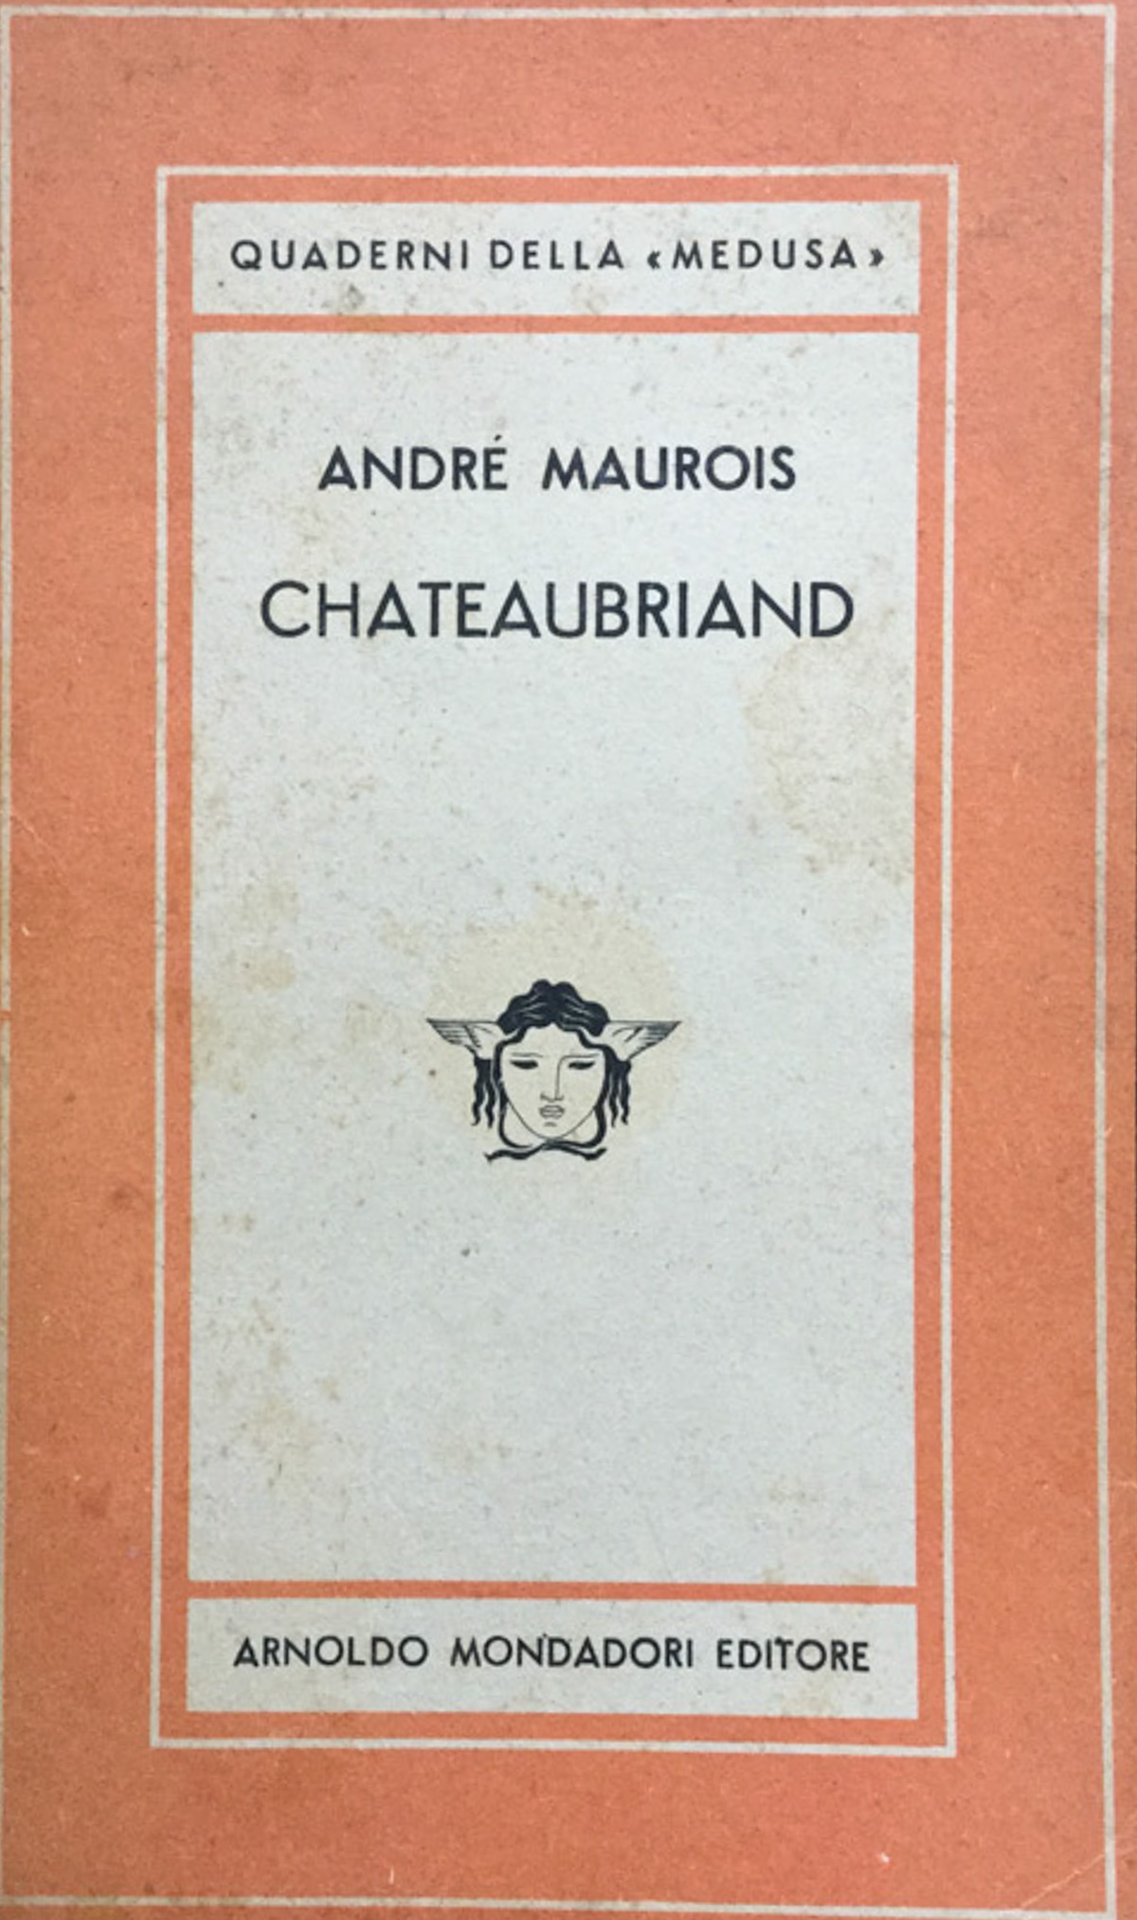 QUADERNI DELLA «MEDUSA»
ANDRÉ MAUROIS
CHATEAUBRIAND
ARNOLDO MONDADORI EDITORE